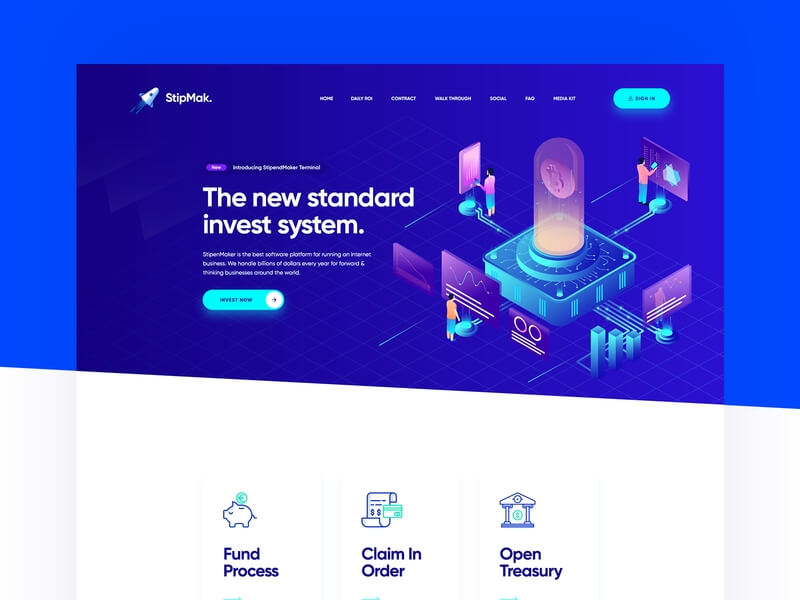 StipMak.
HOME DAILY ROI CONTRACT WALK THROUGH SOCIAL FAQ MEDIA KIT SIGN IN
New Introducing StipendMaker Terminal
The new standard
invest system.
StipenMaker is the best software platform for running an internet
business. We handle billions of dollars every year for forward &
thinking businesses around the world.
INVEST NOW
Fund
Process
Claim In
Order
Open
Treasury